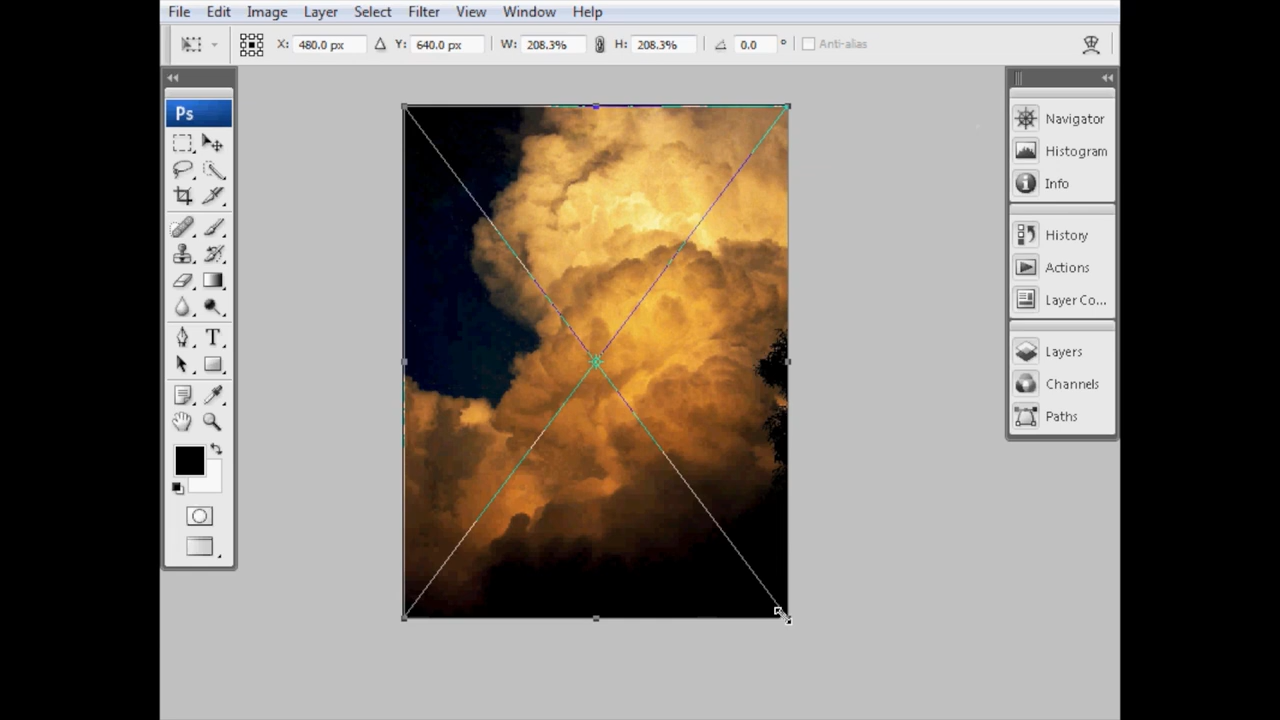 File Edit Image Layer Select Filter View Window Help
X: 480.0 px Y: 640.0 px W: 208.3% H: 208.3% 0.0 ° Anti-alias
Ps
T
Navigator
Histogram
Info
History
Actions
Layer Co...
Layers
Channels
Paths